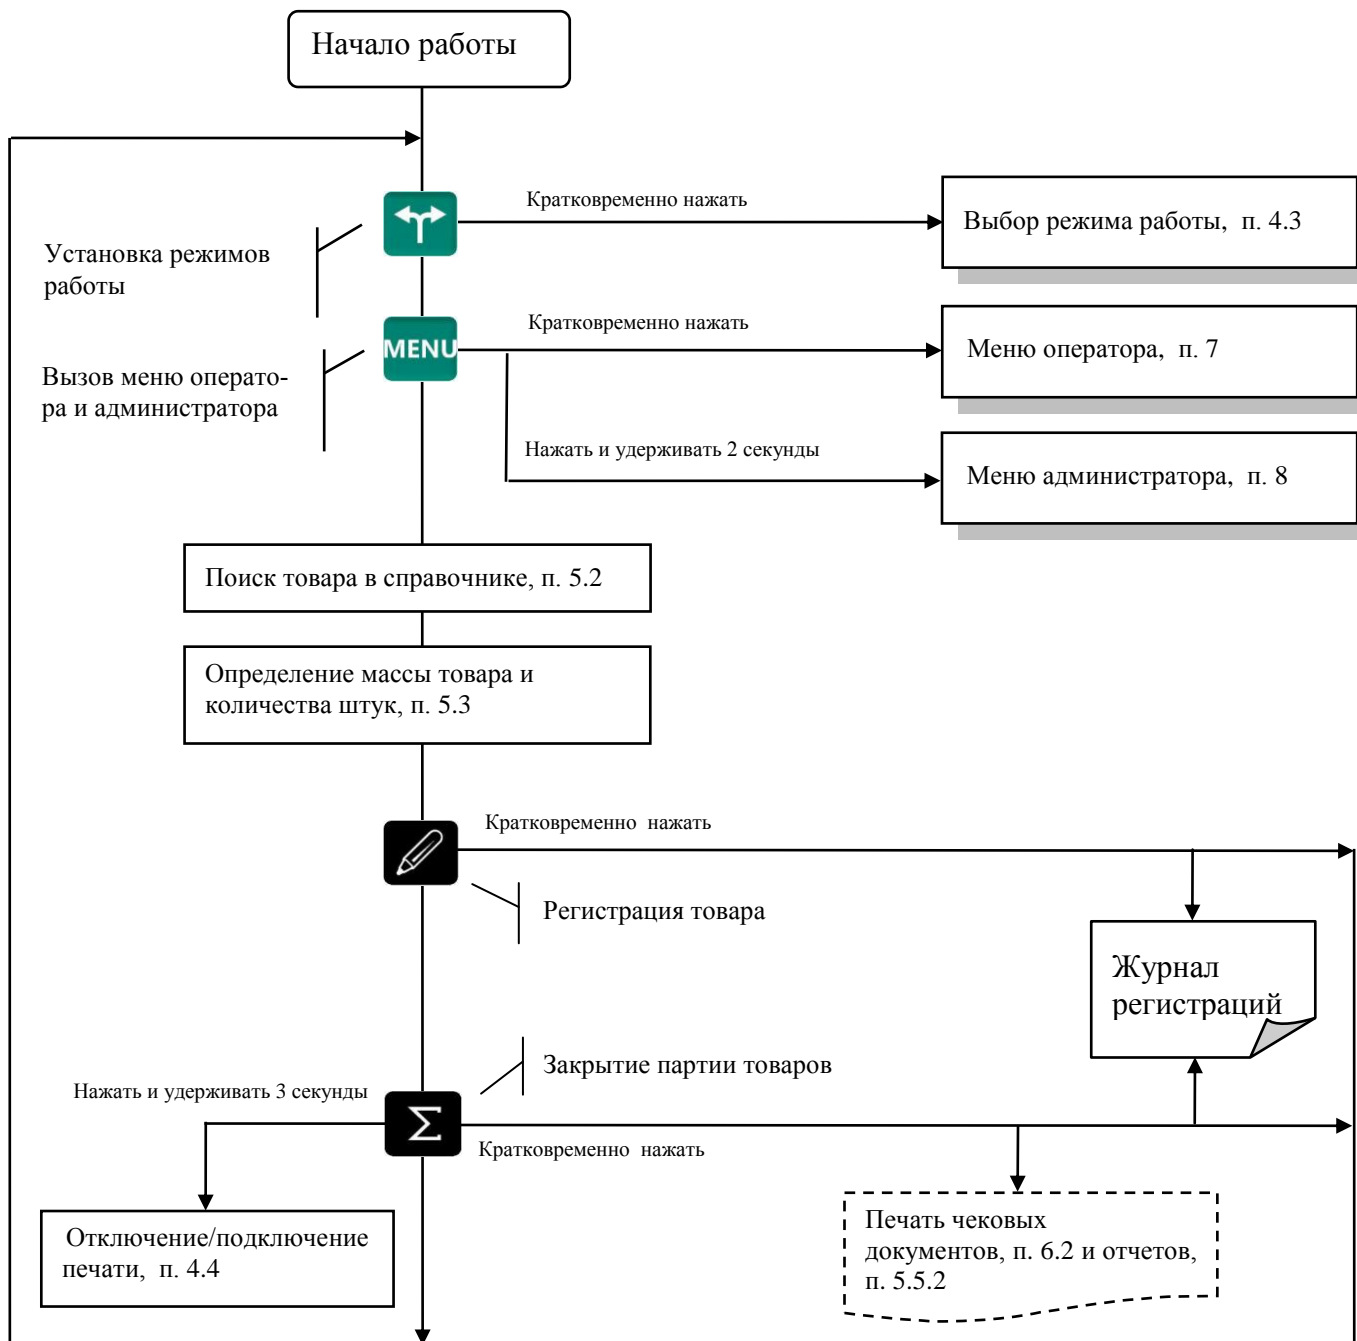 Начало работы
Кратковременно нажать
Выбор режима работы, п. 4.3
Установка режимов
работы
Кратковременно нажать
MENU
Меню оператора, п. 7
Вызов меню операто-
ра и администратора
Нажать и удерживать 2 секунды
Меню администратора, п. 8
Поиск товара в справочнике, п. 5.2
Определение массы товара и
количества штук, п. 5.3
Кратковременно нажать
Регистрация товара
Журнал
регистраций
Закрытие партии товаров
Нажать и удерживать 3 секунды
Σ
Кратковременно нажать
Отключение/подключение
печати, п. 4.4
Печать чековых
документов, п. 6.2 и отчетов,
п. 5.5.2